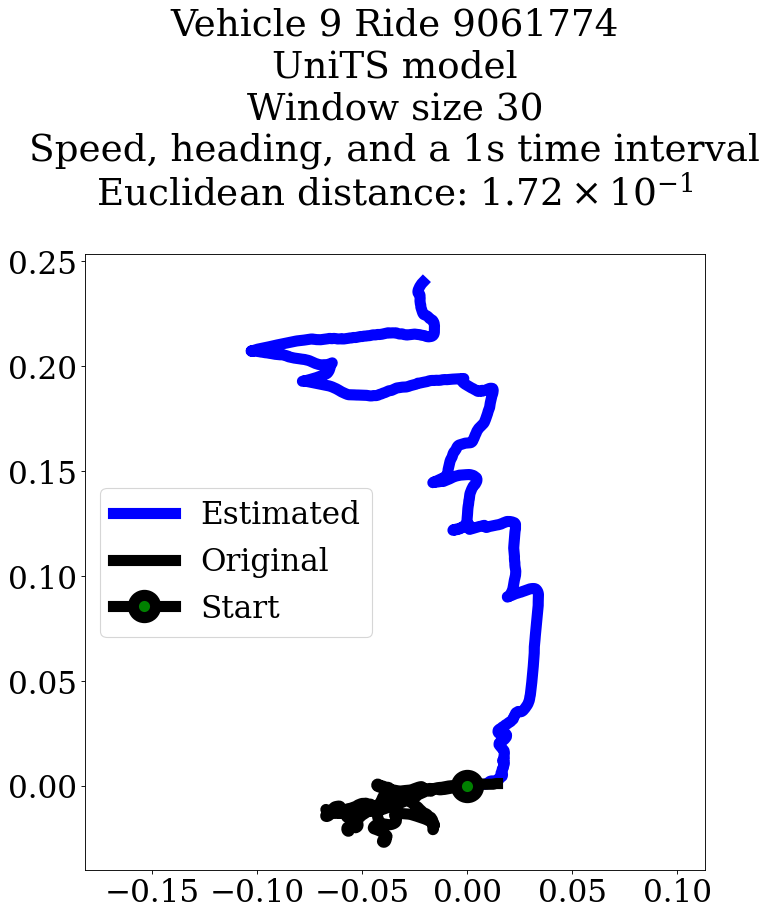 Vehicle 9 Ride 9061774
UniTS model
Window size 30
Speed, heading, and a 1s time interval
Euclidean distance: 1.72 × 10⁻¹
0.25
0.20
0.15
0.10
0.05
0.00
Estimated
Original
Start
−0.15 −0.10 −0.05 0.00 0.05 0.10